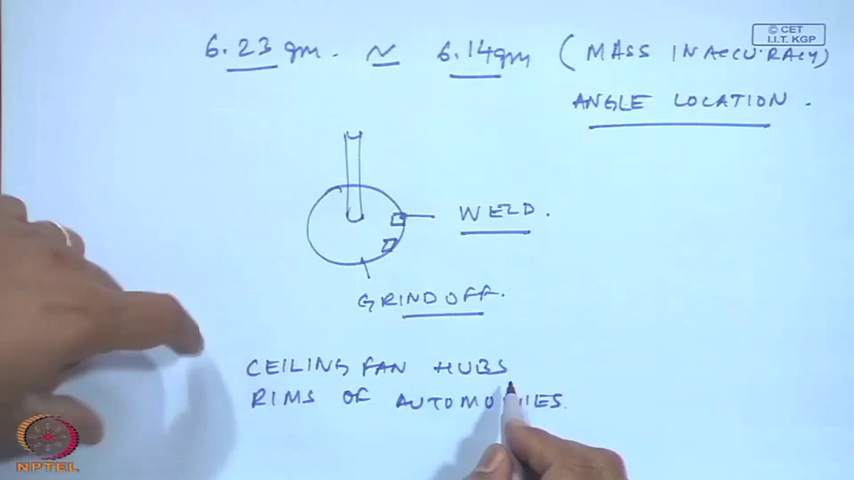 © CET
I.I.T. KGP
6.23 gm. ≈ 6.14 gm (MASS INACCURACY)
ANGLE LOCATION.
WELD.
GRIND OFF.
CEILING FAN HUBS
RIMS OF AUTOMOBILES.
NPTEL